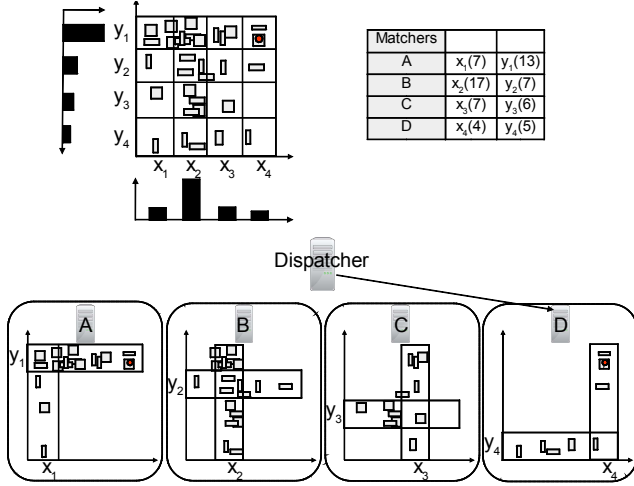 y1
y2
y3
y4
x1 x2 x3 x4
Matchers
A x1(7) y1(13)
B x2(17) y2(7)
C x3(7) y3(6)
D x4(4) y4(5)
Dispatcher
A B C D
y1 y2 y3 y4
x1 x2 x3 x4